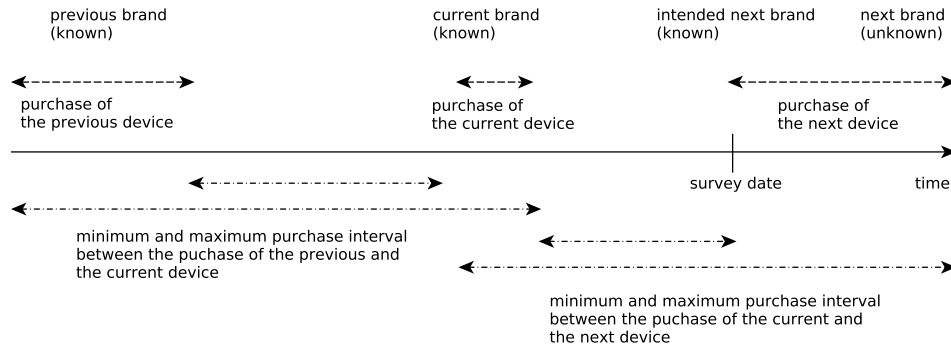 previous brand
(known)
current brand
(known)
intended next brand
(known)
next brand
(unknown)
purchase of
the previous device
purchase of
the current device
purchase of
the next device
survey date
time
minimum and maximum purchase interval
between the puchase of the previous and
the current device
minimum and maximum purchase interval
between the puchase of the current and
the next device